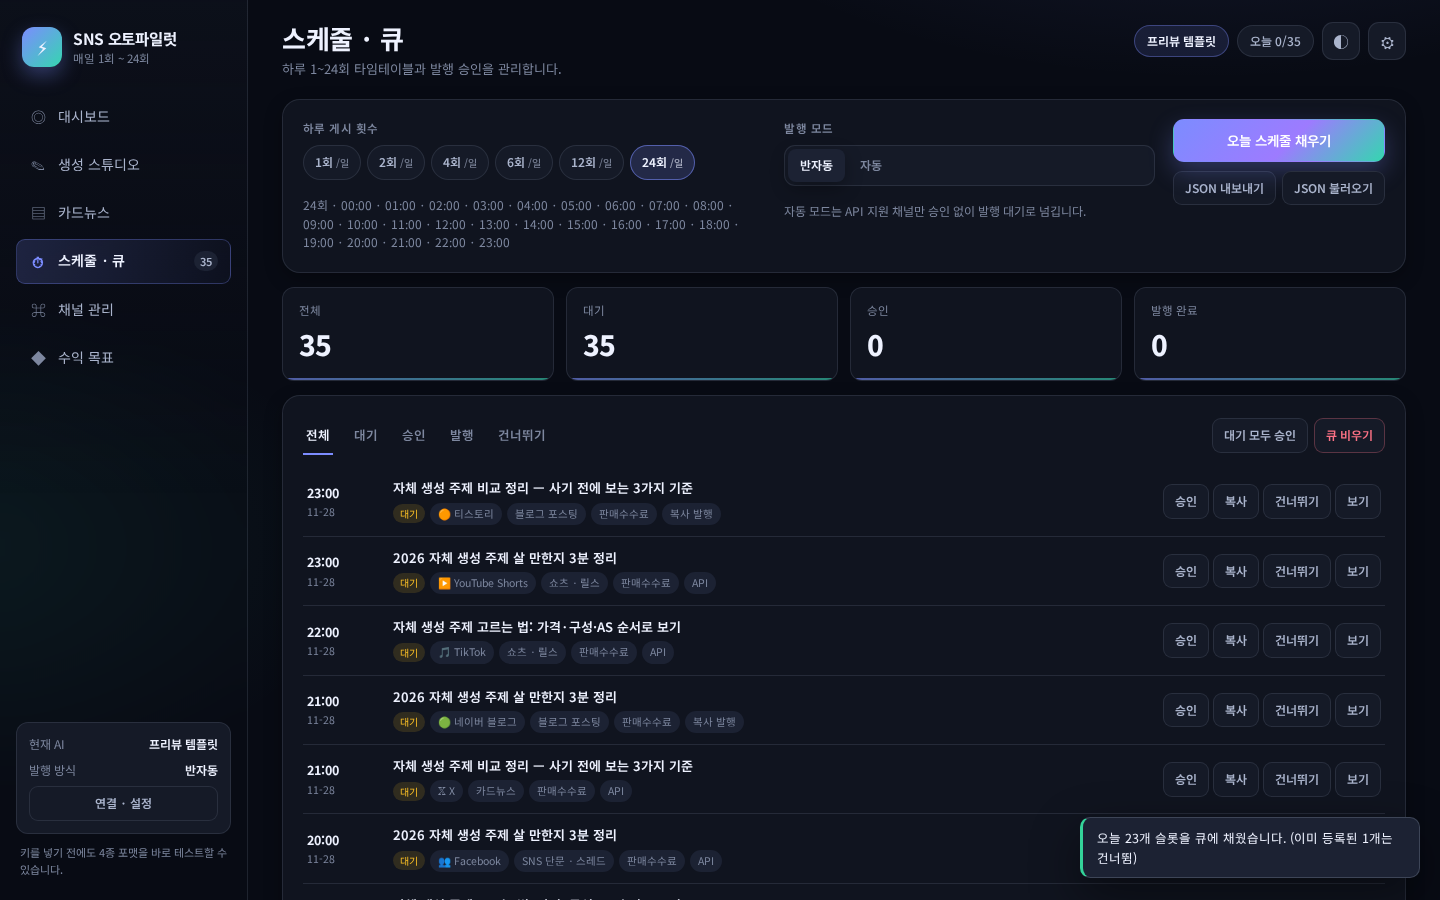 SNS 오토파일럿
매일 1회 ~ 24회
대시보드
생성 스튜디오
카드뉴스
스케줄 · 큐
35
채널 관리
수익 목표
현재 AI
프리뷰 템플릿
발행 방식
반자동
연결 · 설정
키를 넣기 전에도 4종 포맷을 바로 테스트할 수
있습니다.
스케줄 · 큐
하루 1~24회 타임테이블과 발행 승인을 관리합니다.
프리뷰 템플릿
오늘 0/35
하루 게시 횟수
1회 /일
2회 /일
4회 /일
6회 /일
12회 /일
24회 /일
24회 · 00:00 · 01:00 · 02:00 · 03:00 · 04:00 · 05:00 · 06:00 · 07:00 · 08:00 ·
09:00 · 10:00 · 11:00 · 12:00 · 13:00 · 14:00 · 15:00 · 16:00 · 17:00 · 18:00 ·
19:00 · 20:00 · 21:00 · 22:00 · 23:00
발행 모드
반자동
자동
자동 모드는 API 지원 채널만 승인 없이 발행 대기로 넘깁니다.
오늘 스케줄 채우기
JSON 내보내기
JSON 불러오기
전체
35
대기
35
승인
0
발행 완료
0
전체
대기
승인
발행
건너뛰기
대기 모두 승인
큐 비우기
23:00
11-28
자체 생성 주제 비교 정리 — 사기 전에 보는 3가지 기준
대기
티스토리
블로그 포스팅
판매수수료
복사 발행
승인
복사
건너뛰기
보기
23:00
11-28
2026 자체 생성 주제 살 만한지 3분 정리
대기
YouTube Shorts
쇼츠 · 릴스
판매수수료
API
승인
복사
건너뛰기
보기
22:00
11-28
자체 생성 주제 고르는 법: 가격·구성·AS 순서로 보기
대기
TikTok
쇼츠 · 릴스
판매수수료
API
승인
복사
건너뛰기
보기
21:00
11-28
2026 자체 생성 주제 살 만한지 3분 정리
대기
네이버 블로그
블로그 포스팅
판매수수료
복사 발행
승인
복사
건너뛰기
보기
21:00
11-28
자체 생성 주제 비교 정리 — 사기 전에 보는 3가지 기준
대기
𝕏 X
카드뉴스
판매수수료
API
승인
복사
건너뛰기
보기
20:00
11-28
2026 자체 생성 주제 살 만한지 3분 정리
대기
Facebook
SNS 단문 · 스레드
판매수수료
API
오늘 23개 슬롯을 큐에 채웠습니다. (이미 등록된 1개는
건너뜀)